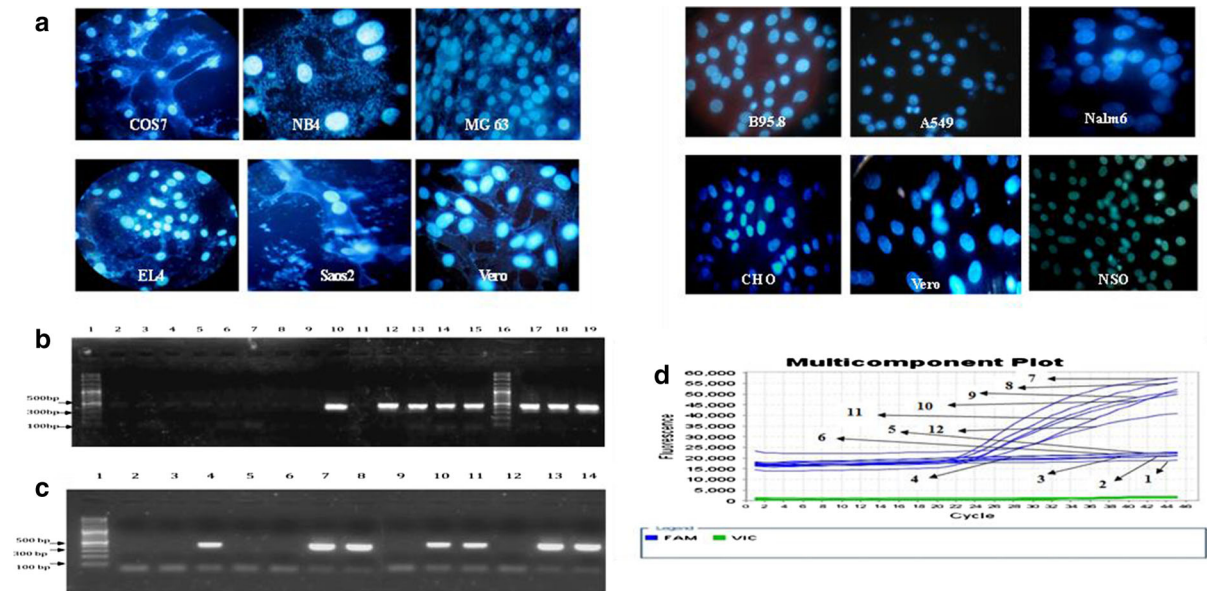 a
COS7
NB4
MG 63
B95.8
A549
Nalm6
EL4
Saos2
Vero
CHO
Vero
NSO
b
1 2 3 4 5 6 7 8 9 10 11 12 13 14 15 16 17 18 19
500bp
300bp
100bp
c
1 2 3 4 5 6 7 8 9 10 11 12 13 14
500 bp
300 bp
100 bp
d
Multicomponent Plot
Fluorescence
60,000
55,000
50,000
45,000
40,000
35,000
30,000
25,000
20,000
15,000
10,000
5,000
0
7
8
9
10
11
12
5
6
4
3
2
1
0 2 4 6 8 10 12 14 16 18 20 22 24 26 28 30 32 34 36 38 40 42 44 46
Cycle
Legend
FAM VIC